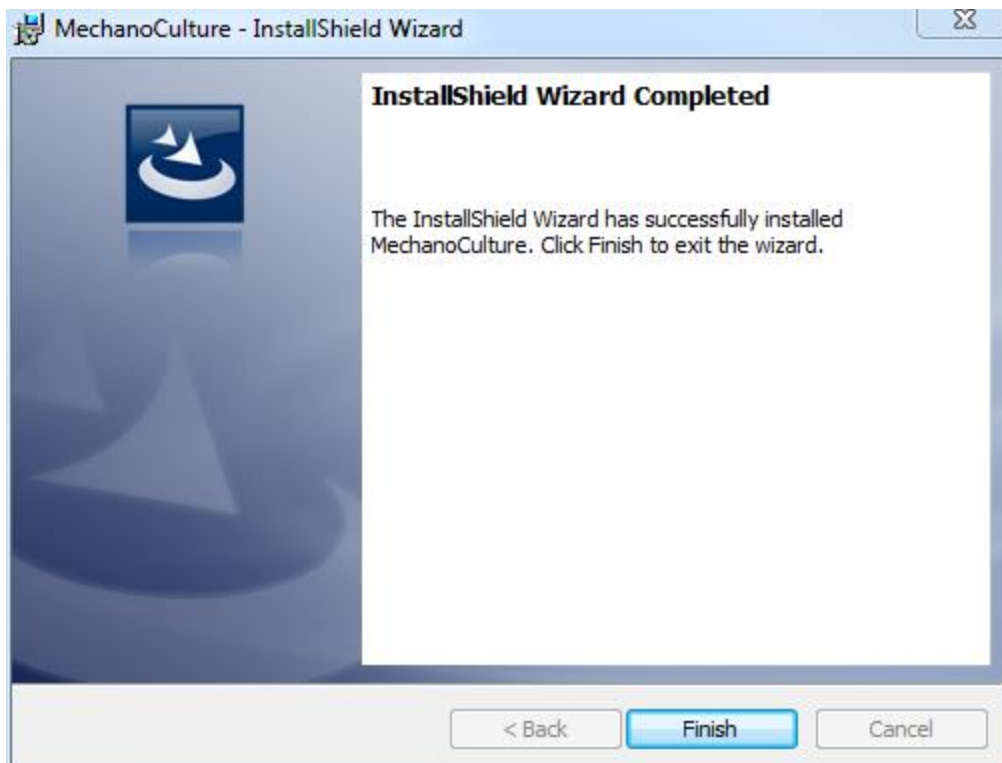 MechanoCulture - InstallShield Wizard
InstallShield Wizard Completed
The InstallShield Wizard has successfully installed
MechanoCulture. Click Finish to exit the wizard.
< Back
Finish
Cancel